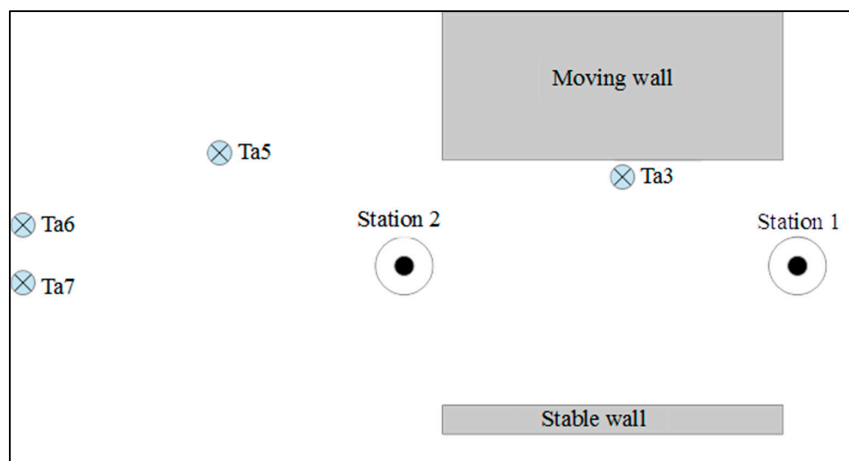 Moving wall
Ta5
Ta3
Ta6
Station 2
Station 1
Ta7
Stable wall